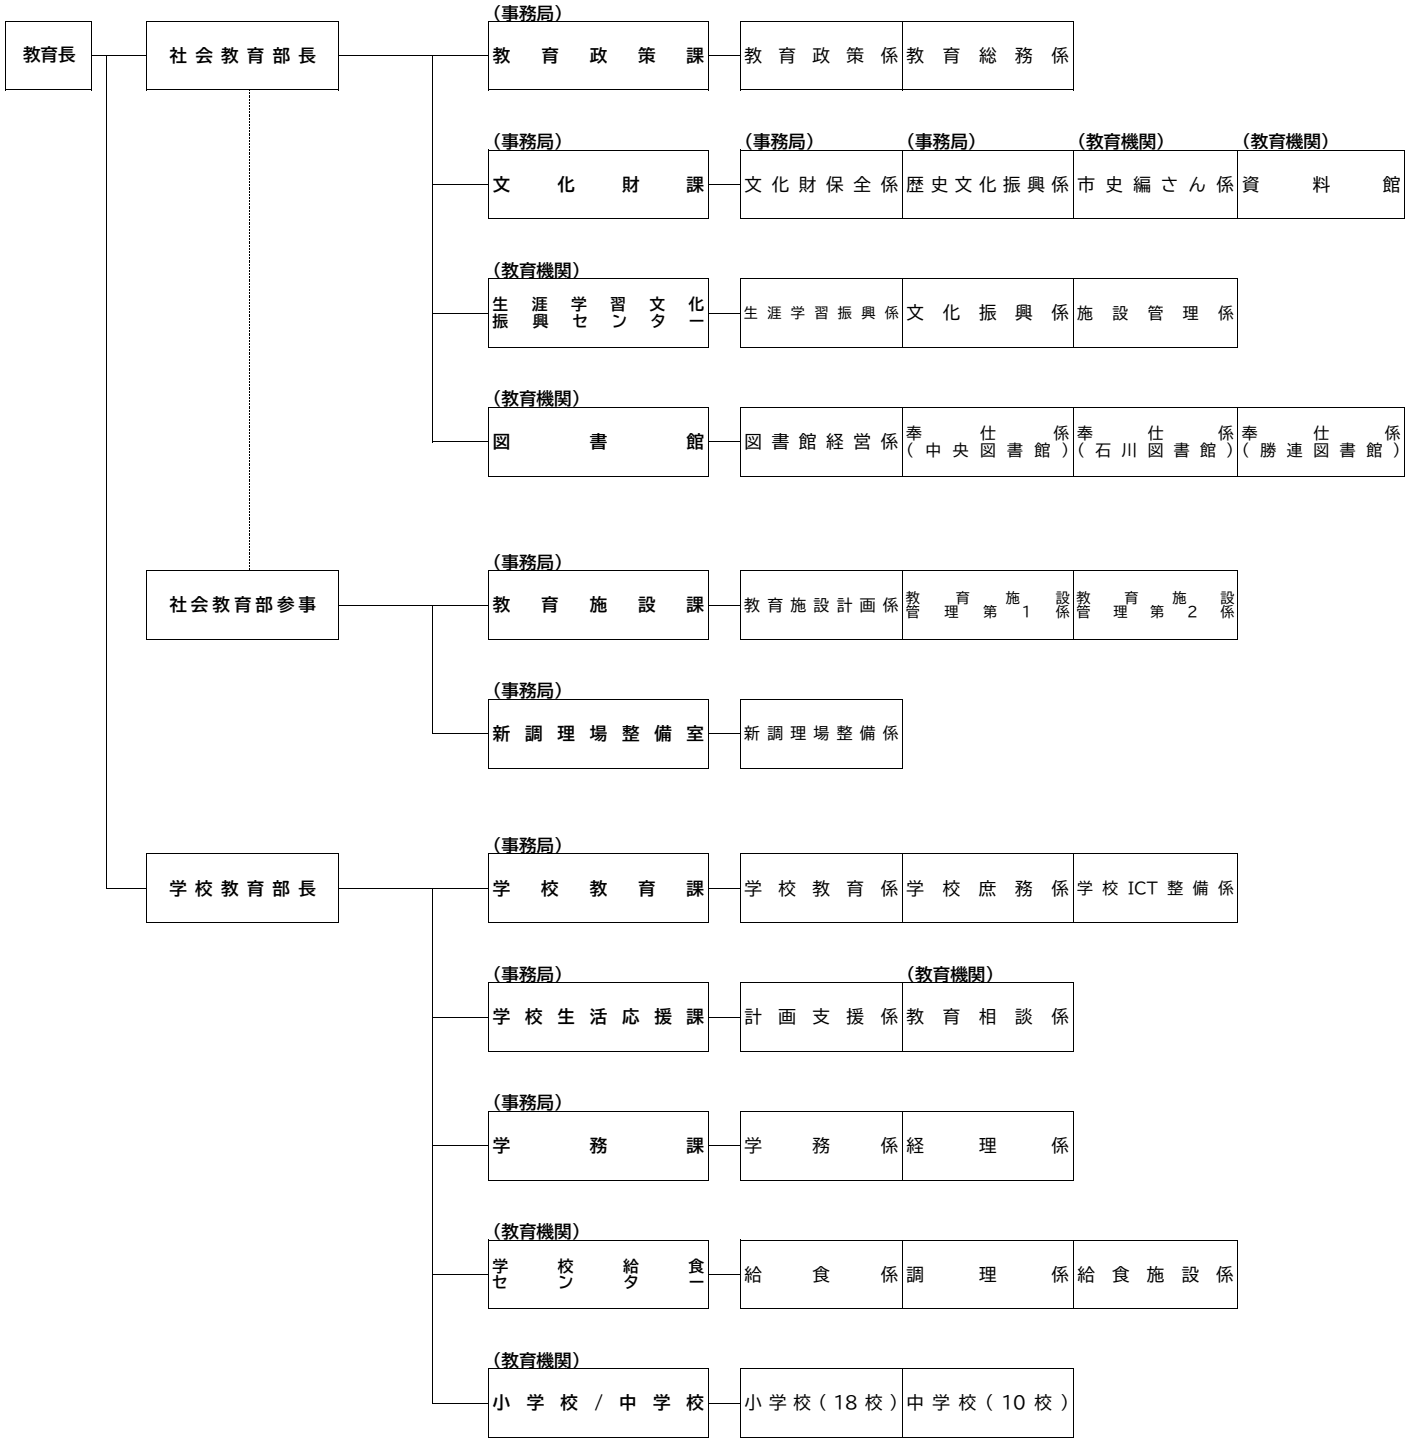 (事務局)
教育長
社会教育部長
教育政策課
教育政策係
教育総務係
(事務局)
(事務局)
(事務局)
(教育機関)
(教育機関)
文化財課
文化財保全係
歴史文化振興係
市史編さん係
資料館
(教育機関)
生涯学習文化
振興センター
生涯学習振興係
文化振興係
施設管理係
(教育機関)
図書館
図書館経営係
奉仕係
(中央図書館)
奉仕係
(石川図書館)
奉仕係
(勝連図書館)
(事務局)
社会教育部参事
教育施設課
教育施設計画係
教育施設
管理第1係
教育施設
管理第2係
(事務局)
新調理場整備室
新調理場整備係
(事務局)
学校教育部長
学校教育課
学校教育係
学校庶務係
学校ICT整備係
(事務局)
(教育機関)
学校生活応援課
計画支援係
教育相談係
(事務局)
学務課
学務係
経理係
(教育機関)
学校給食
センター
給食係
調理係
給食施設係
(教育機関)
小学校/中学校
小学校(18校)
中学校(10校)